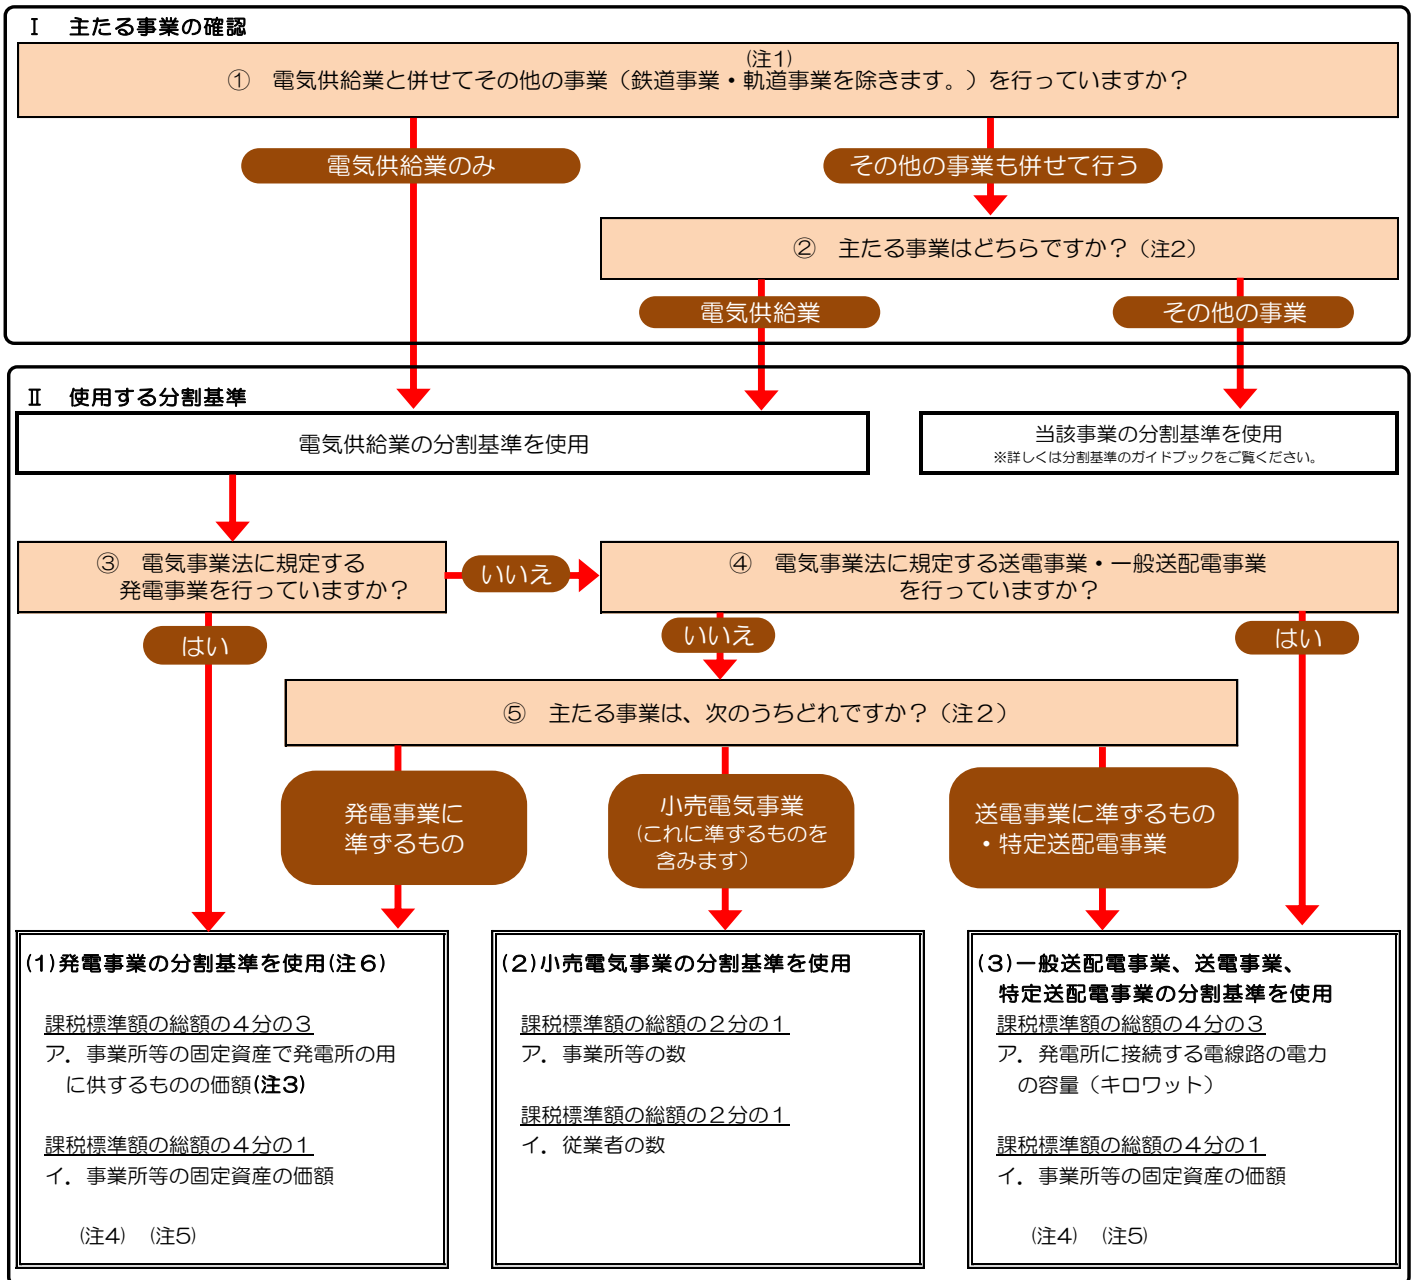 Ⅰ 主たる事業の確認
(注1)
① 電気供給業と併せてその他の事業（鉄道事業・軌道事業を除きます。）を行っていますか？
電気供給業のみ
その他の事業も併せて行う
② 主たる事業はどちらですか？（注2）
電気供給業
その他の事業
Ⅱ 使用する分割基準
電気供給業の分割基準を使用
当該事業の分割基準を使用
※詳しくは分割基準のガイドブックをご覧ください。
③ 電気事業法に規定する
発電事業を行っていますか？
いいえ
④ 電気事業法に規定する送電事業・一般送配電事業
を行っていますか？
はい
いいえ
はい
⑤ 主たる事業は、次のうちどれですか？（注２）
発電事業に
準ずるもの
小売電気事業
(これに準ずるものを
含みます）
送電事業に準ずるもの
・特定送配電事業
(1)発電事業の分割基準を使用(注６)
課税標準額の総額の４分の３
ア．事業所等の固定資産で発電所の用
に供するものの価額(注3)
課税標準額の総額の４分の１
イ．事業所等の固定資産の価額
(注4) (注5)
(2)小売電気事業の分割基準を使用
課税標準額の総額の２分の１
ア．事業所等の数
課税標準額の総額の２分の１
イ．従業者の数
(3)一般送配電事業、送電事業、
特定送配電事業の分割基準を使用
課税標準額の総額の４分の３
ア．発電所に接続する電線路の電力
の容量（キロワット）
課税標準額の総額の４分の１
イ．事業所等の固定資産の価額
(注4) (注5)